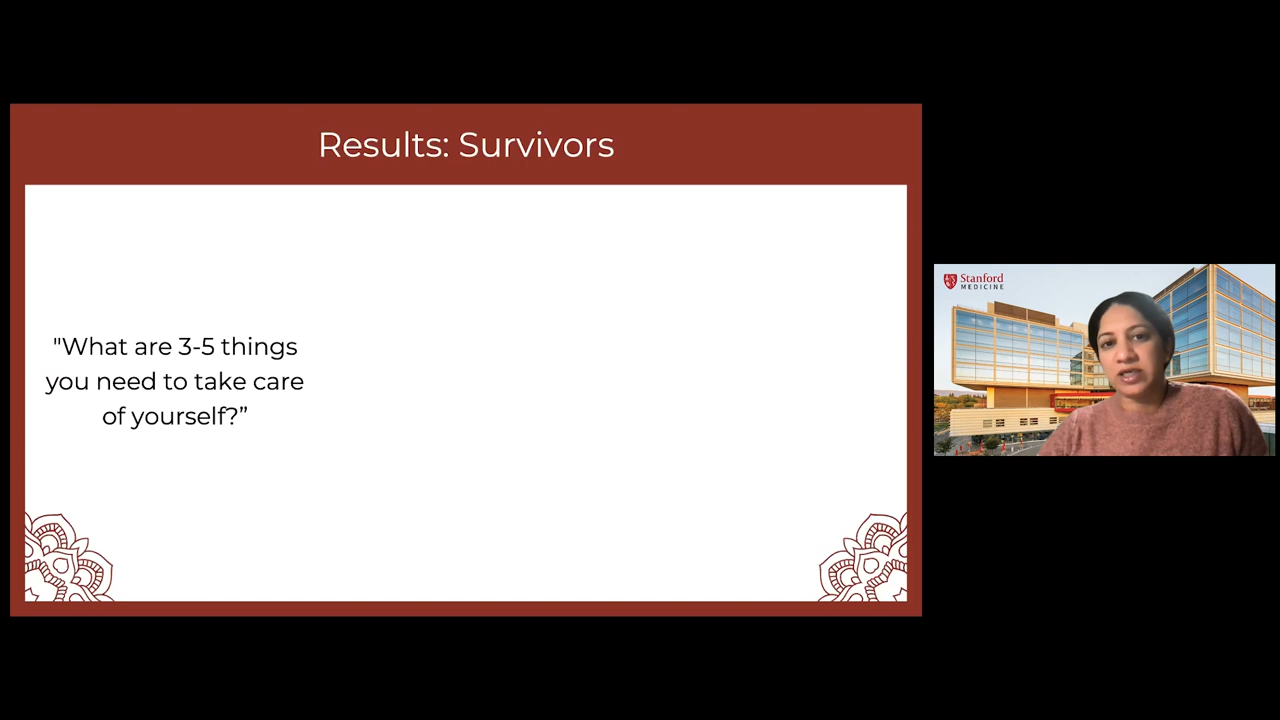 Results: Survivors
"What are 3-5 things
you need to take care
of yourself?”
Stanford
MEDICINE